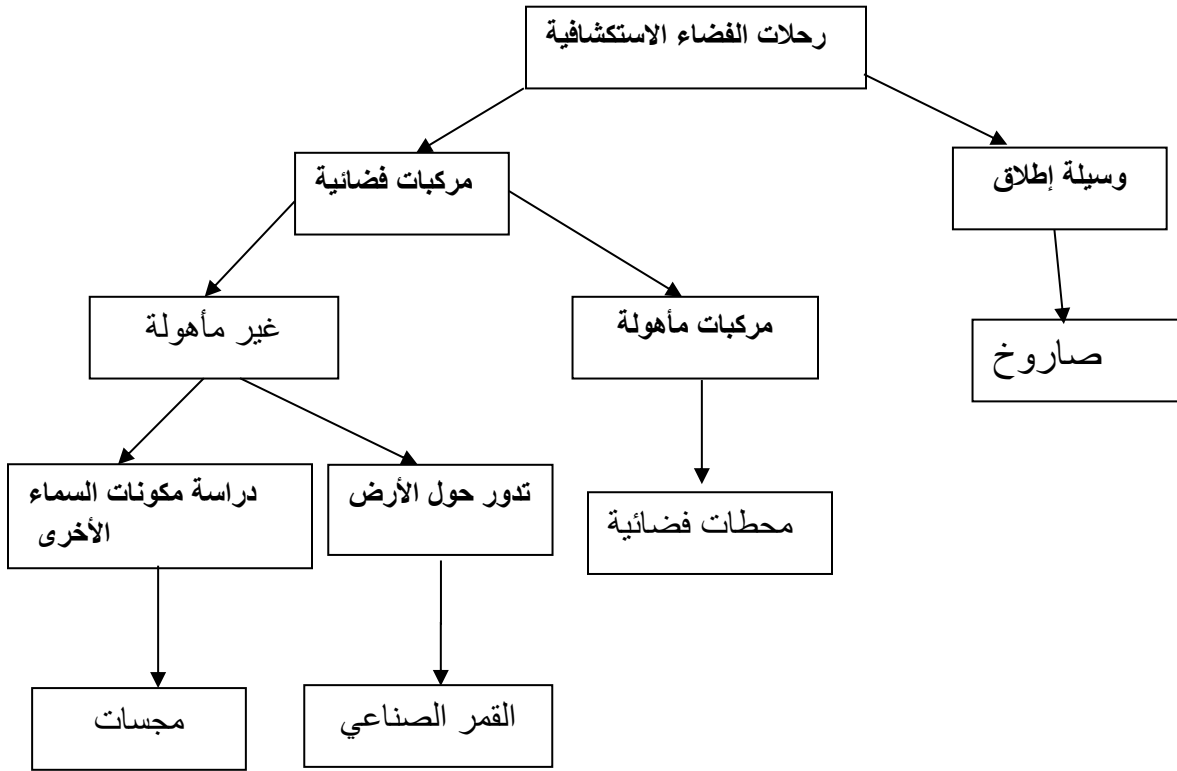 رحلات الفضاء الاستكشافية
وسيلة إطلاق
مركبات فضائية
صاروخ
مركبات مأهولة
غير مأهولة
محطات فضائية
تدور حول الأرض
دراسة مكونات السماء
الأخرى
القمر الصناعي
مجسات